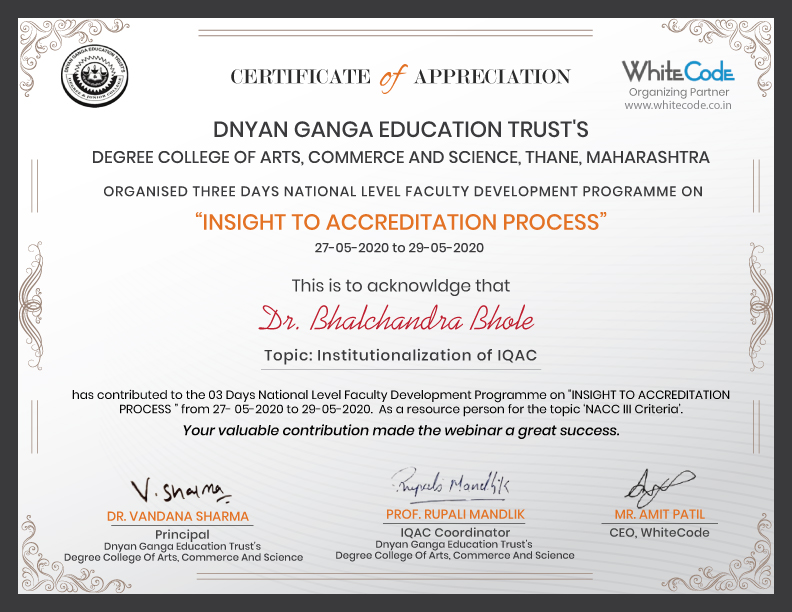 DNYAN GANGA EDUCATION TRUST'S
CERTIFICATE of APPRECIATION
WhiteCode
Organizing Partner
www.whitecode.co.in
DNYAN GANGA EDUCATION TRUST'S
DEGREE COLLEGE OF ARTS, COMMERCE AND SCIENCE, THANE, MAHARASHTRA
ORGANISED THREE DAYS NATIONAL LEVEL FACULTY DEVELOPMENT PROGRAMME ON
“INSIGHT TO ACCREDITATION PROCESS”
27-05-2020 to 29-05-2020
This is to acknowldge that
Dr. Bhalchandra Bhole
Topic: Institutionalization of IQAC
has contributed to the 03 Days National Level Faculty Development Programme on "INSIGHT TO ACCREDITATION
PROCESS " from 27- 05-2020 to 29-05-2020. As a resource person for the topic 'NACC III Criteria'.
Your valuable contribution made the webinar a great success.
V. Sharma
DR. VANDANA SHARMA
Principal
Dnyan Ganga Education Trust's
Degree College Of Arts, Commerce And Science
Rupali Mandlik
PROF. RUPALI MANDLIK
IQAC Coordinator
Dnyan Ganga Education Trust's
Degree College Of Arts, Commerce And Science
MR. AMIT PATIL
CEO, WhiteCode